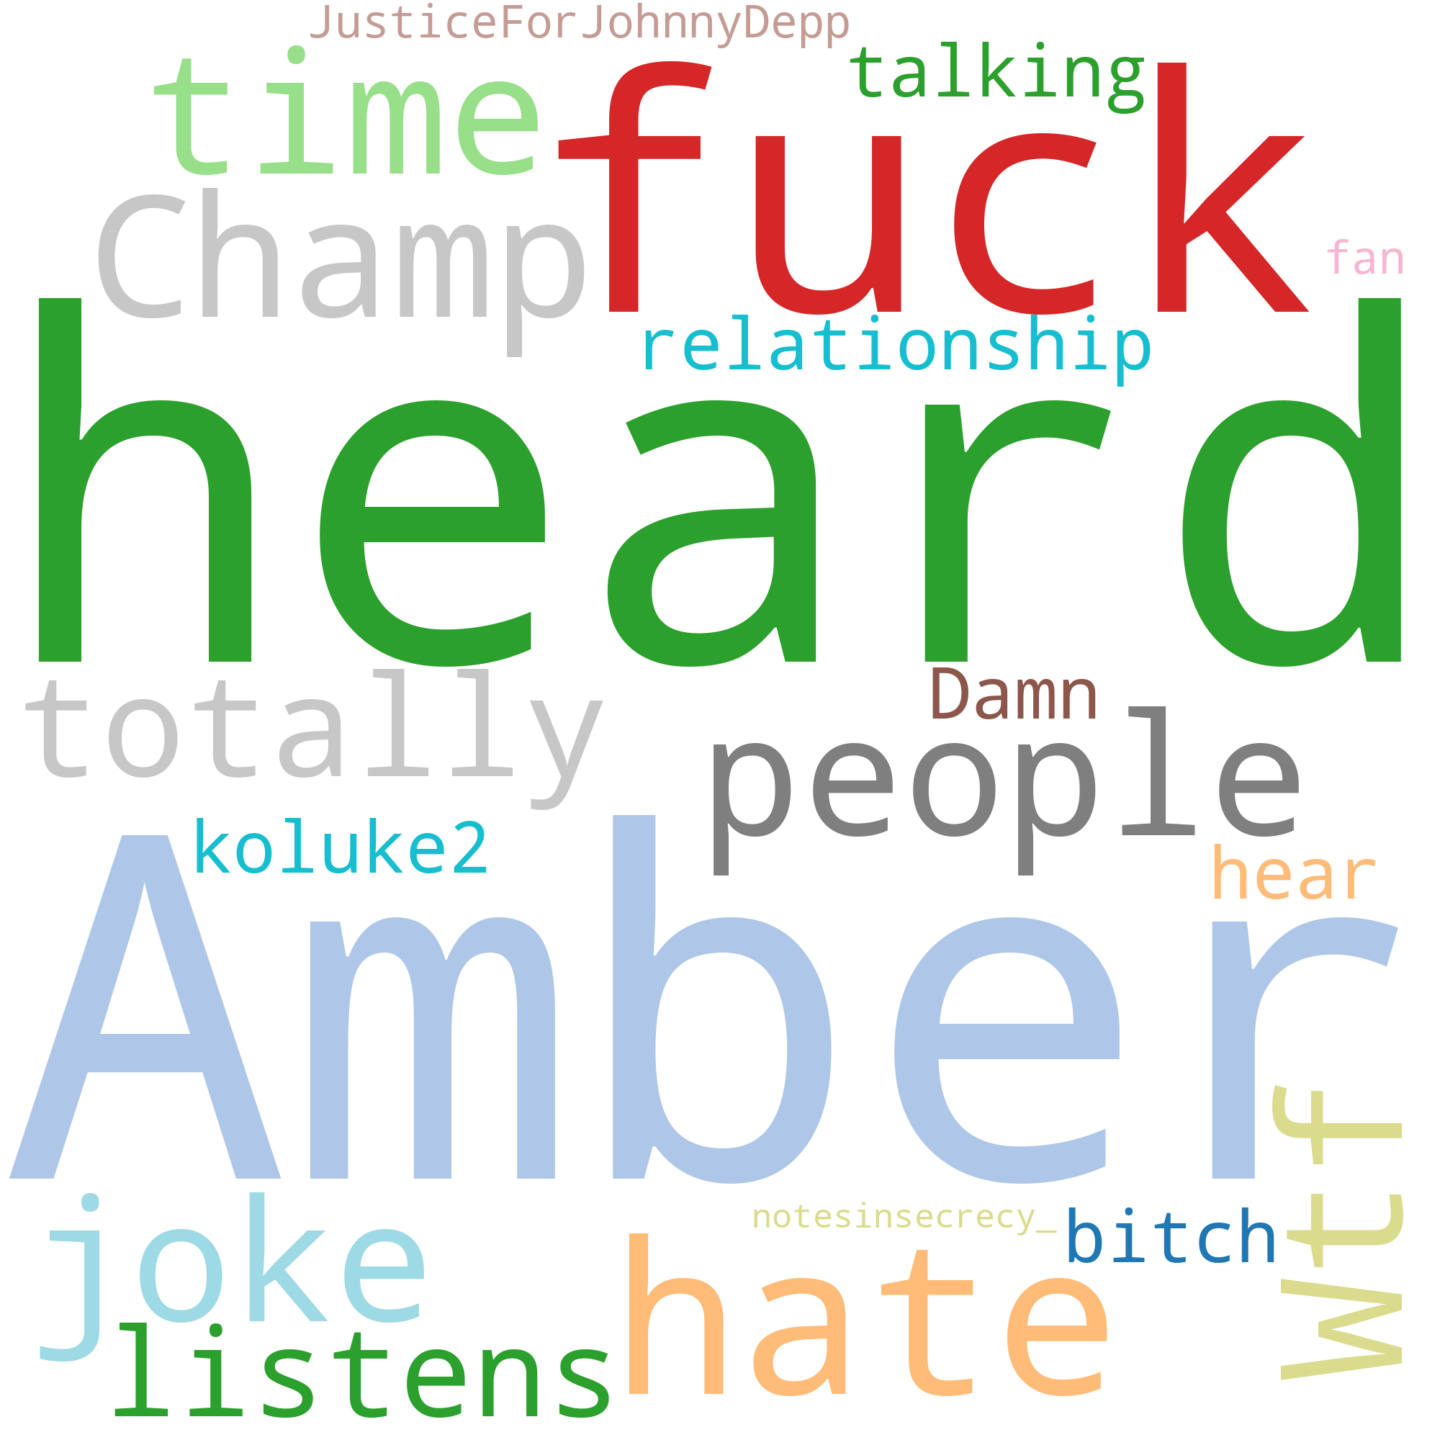 JusticeForJohnnyDepp
time
talking
fuck
Champ
fan
relationship
heard
totally
Damn
people
koluke2
hear
Amber
Wtf
joke
notesinsecrecy_
bitch
hate
listens